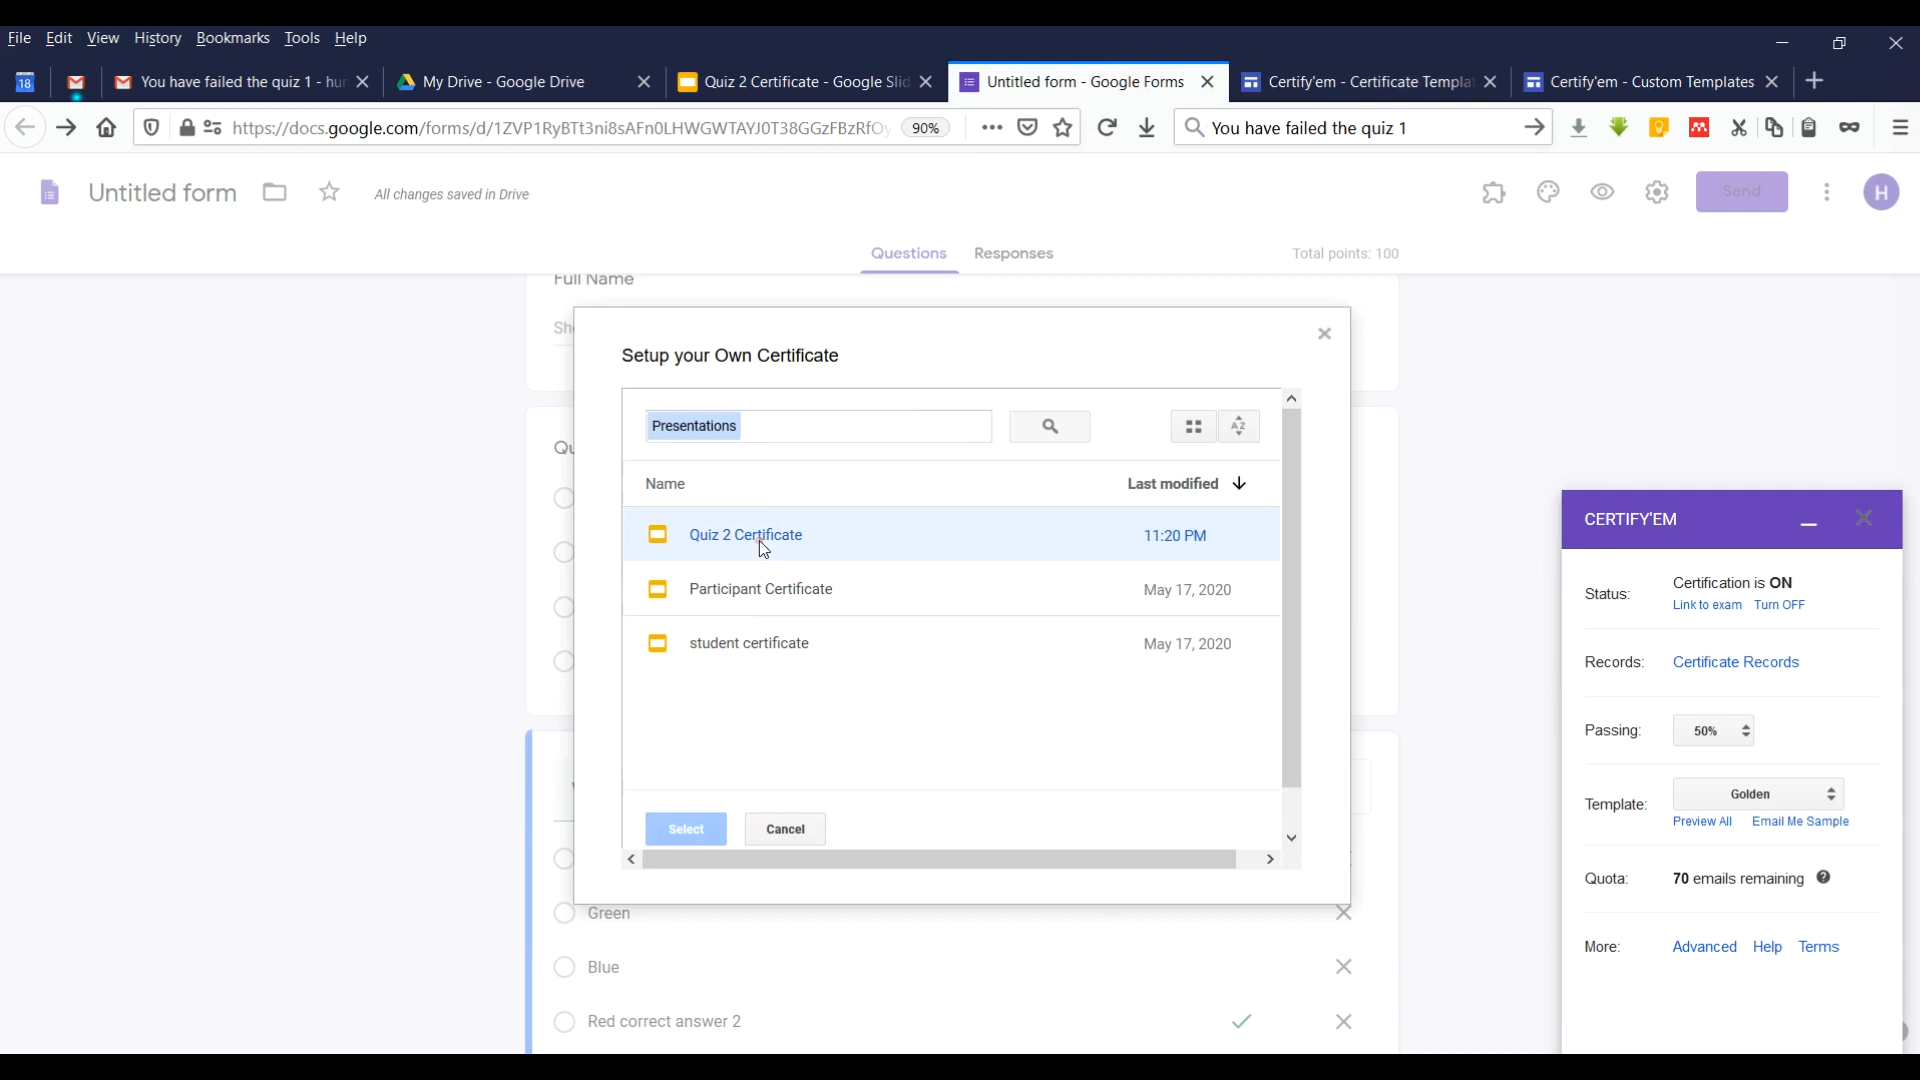 File Edit View History Bookmarks Tools Help
18 You have failed the quiz 1 - hu My Drive - Google Drive Quiz 2 Certificate - Google Slid Untitled form - Google Forms Certify'em - Certificate Templat Certify'em - Custom Templates
https://docs.google.com/forms/d/1ZVP1RyBTt3ni8sAFn0LHWGWTAYJ0T38GGzFBzRfOy 90% You have failed the quiz 1
Untitled form All changes saved in Drive Send H
Questions Responses Total points: 100
Full Name
Sh
Setup your Own Certificate
Presentations
Qu
Name Last modified
Quiz 2 Certificate 11:20 PM
Participant Certificate May 17, 2020
student certificate May 17, 2020
Select Cancel
Green
Blue
Red correct answer 2
CERTIFY'EM
Status: Certification is ON
Link to exam Turn OFF
Records: Certificate Records
Passing: 50%
Template: Golden
Preview All Email Me Sample
Quota: 70 emails remaining
More: Advanced Help Terms